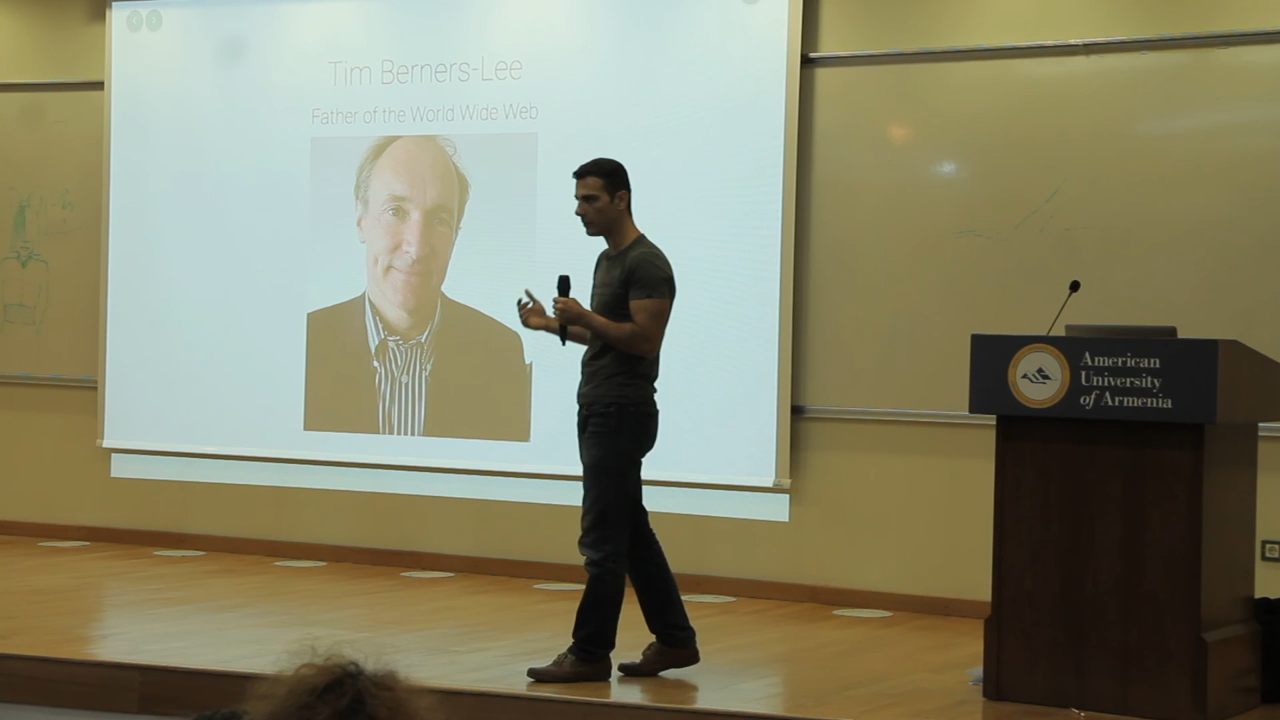 Tim Berners-Lee
Father of the World Wide Web
American
University
of Armenia